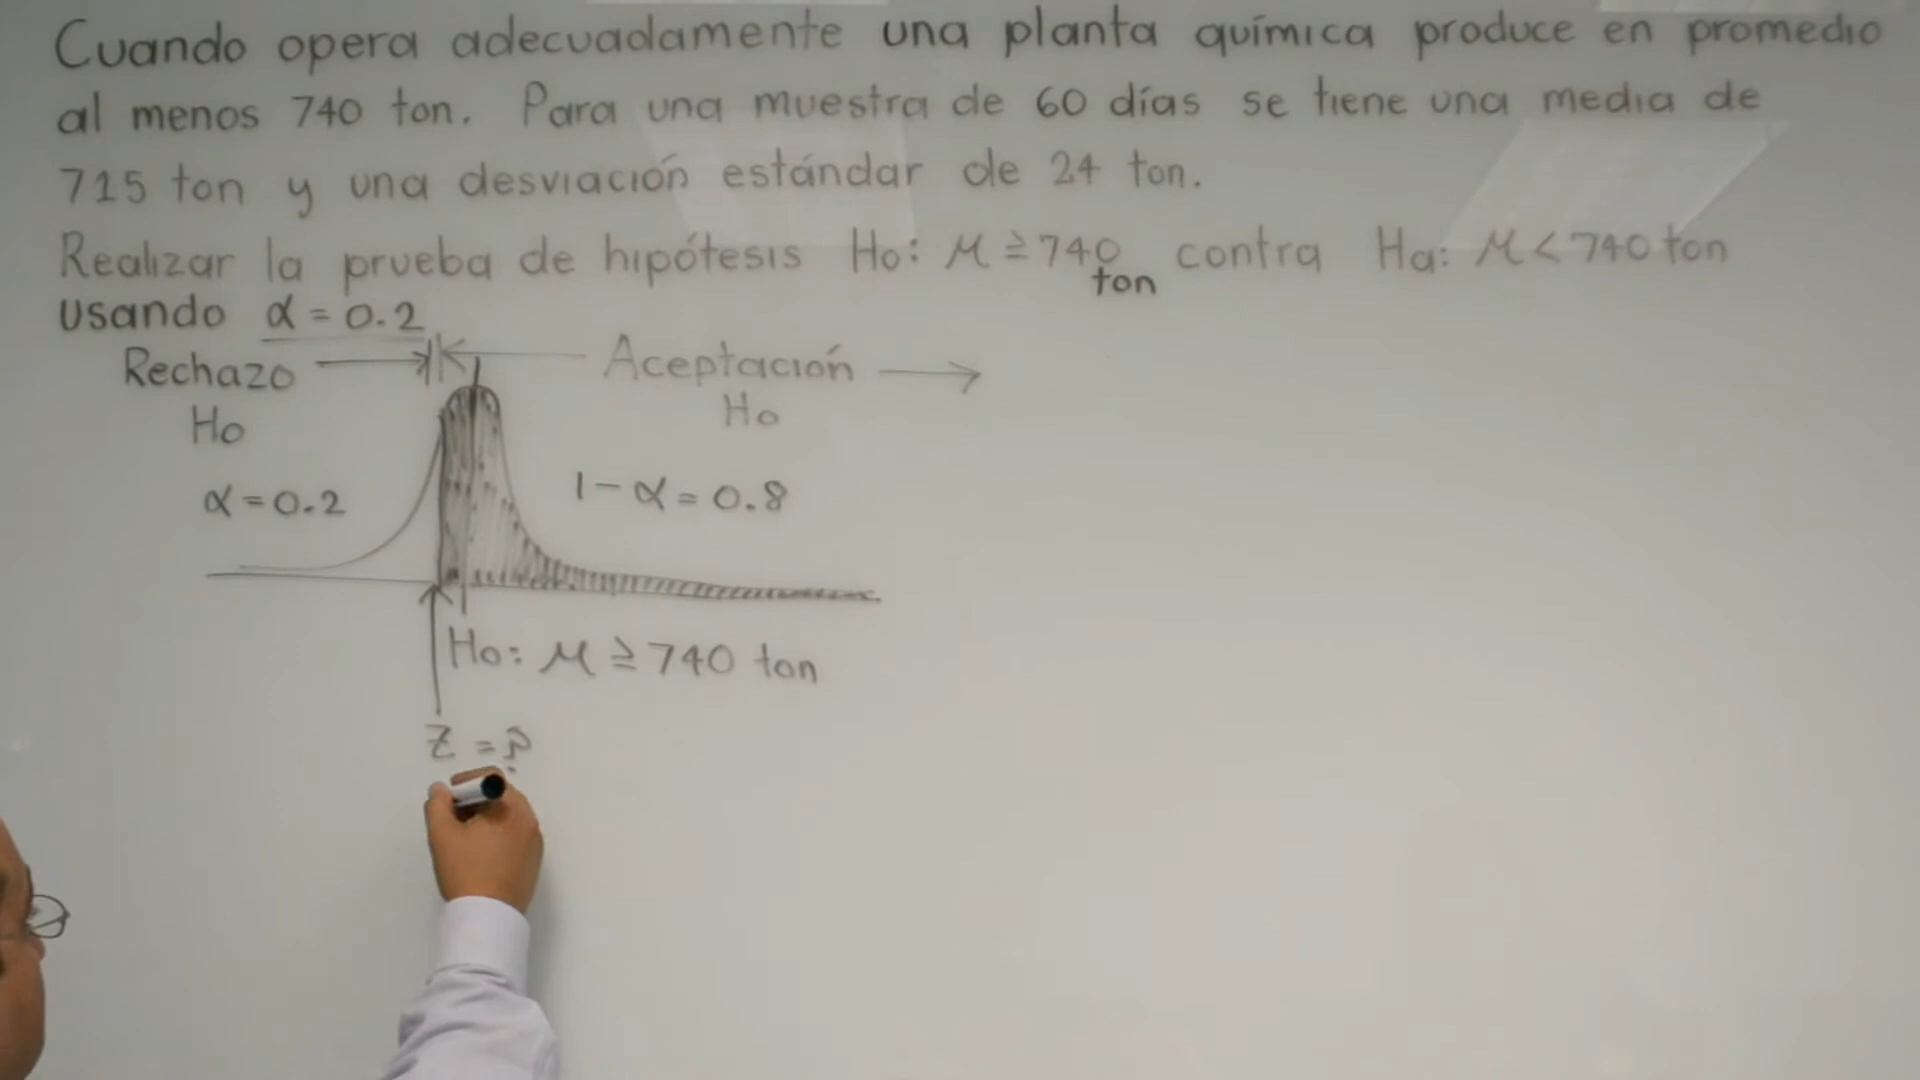 Cuando opera adecuadamente una planta química produce en promedio
al menos 740 ton. Para una muestra de 60 días se tiene una media de
715 ton y una desviación estándar de 24 ton.
Realizar la prueba de hipótesis Ho: μ ≥ 740 ton contra Ha: μ < 740 ton
usando α = 0.2
Rechazo Aceptación
Ho Ho
α = 0.2 1 - α = 0.8
Ho: μ ≥ 740 ton
Z = ?